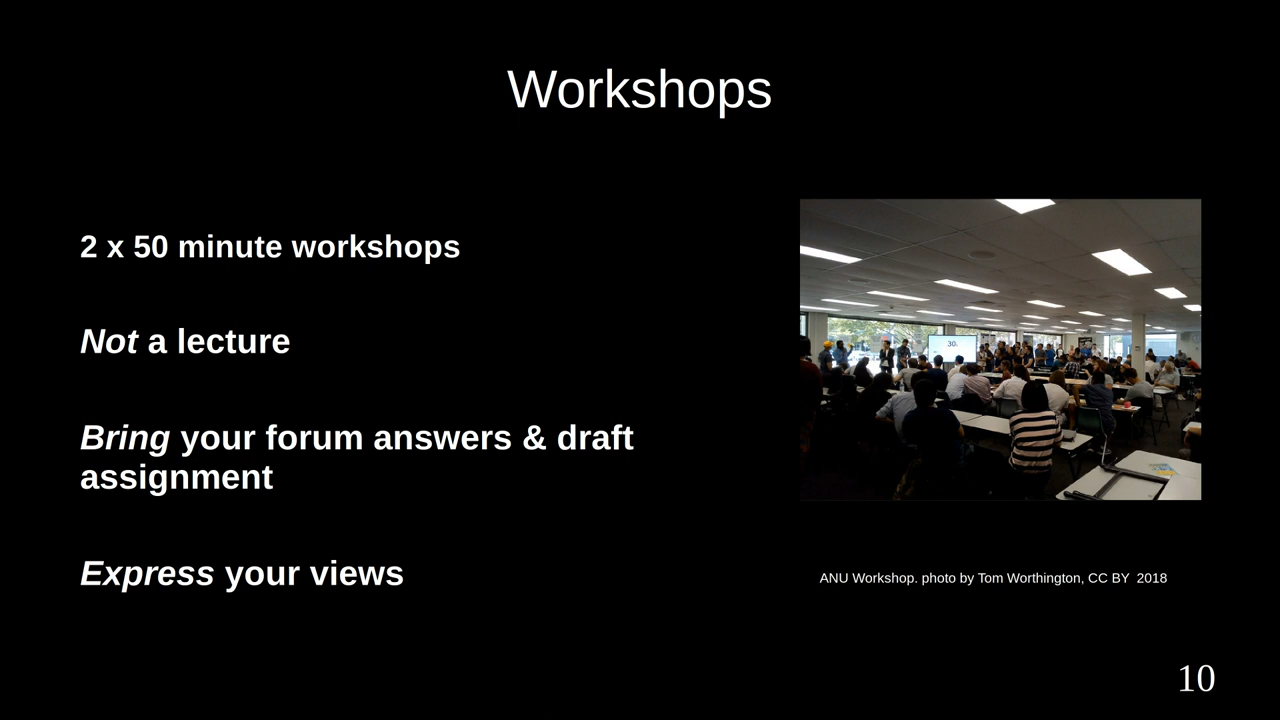 Workshops
2 x 50 minute workshops
Not a lecture
Bring your forum answers & draft
assignment
Express your views
30.
ANU Workshop. photo by Tom Worthington, CC BY  2018
10